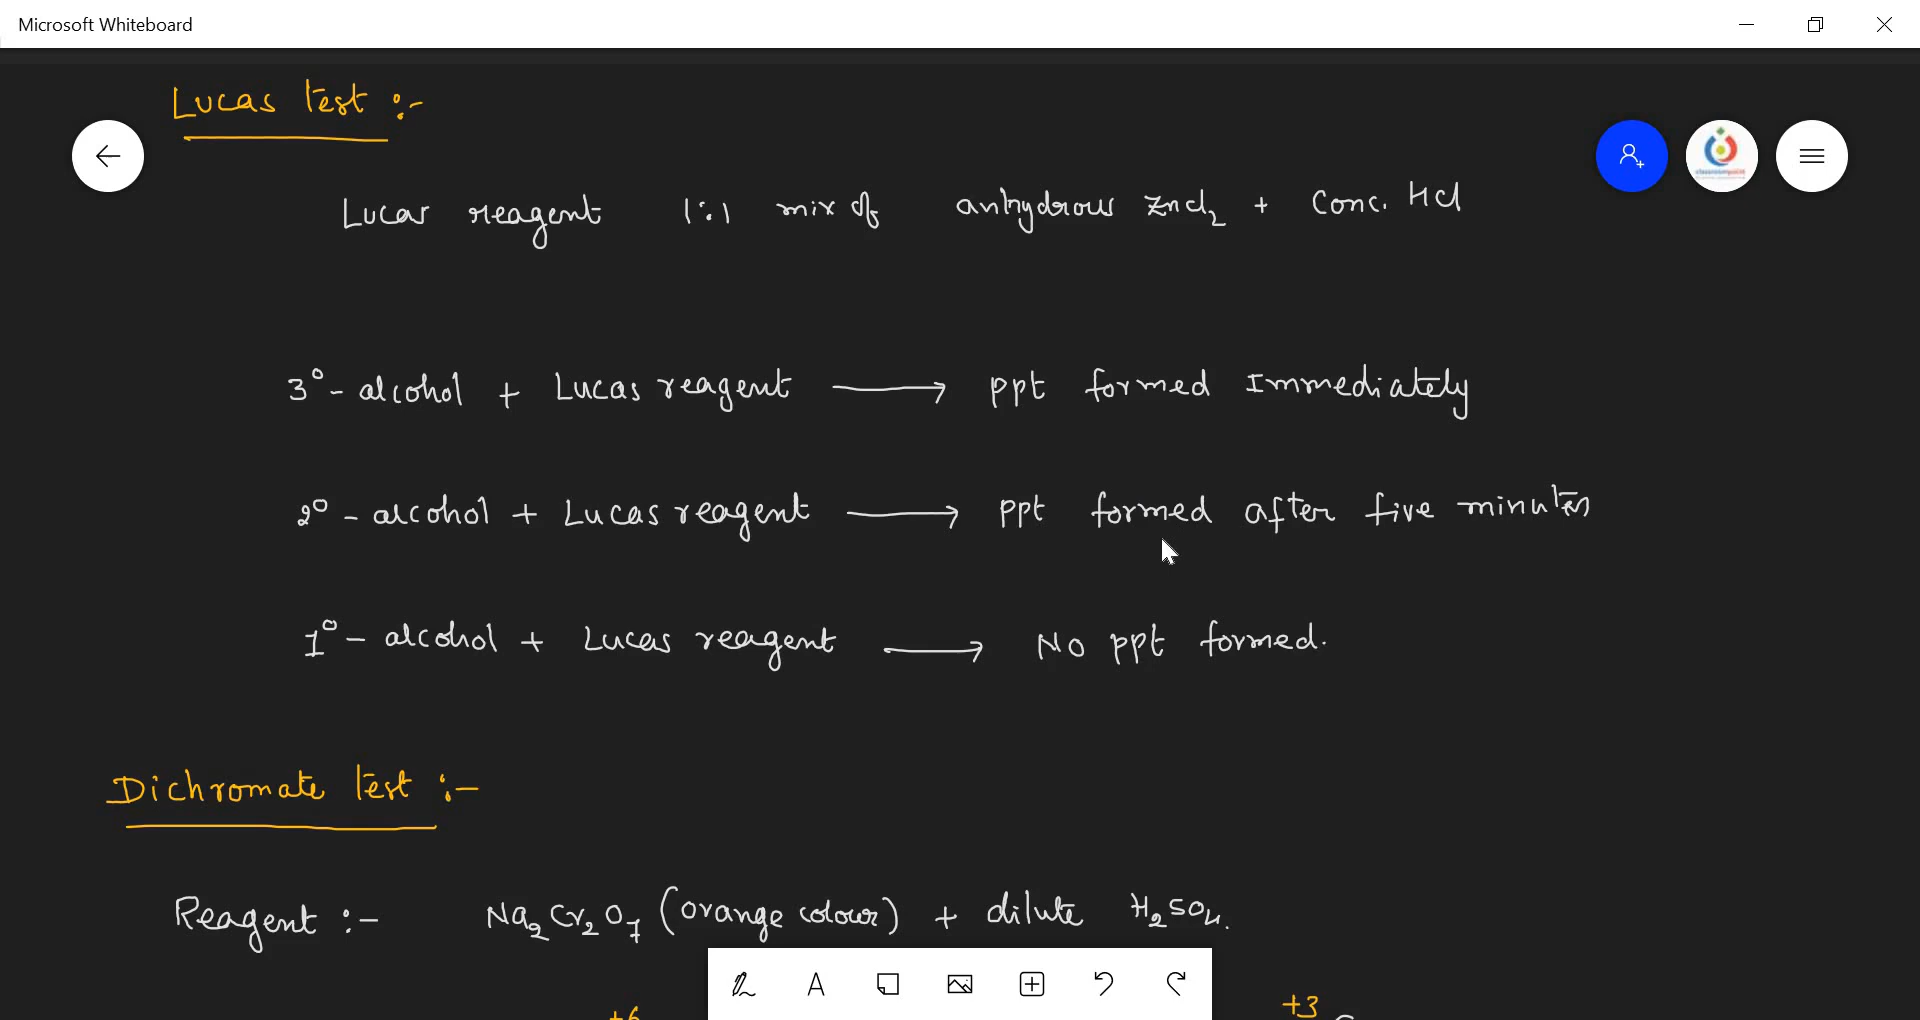 Microsoft Whiteboard
Lucas test :-
Lucas reagent 1:1 mix of anhydrous ZnCl₂ + Conc. HCl
3° - alcohol + Lucas reagent → ppt formed Immediately
2° - alcohol + Lucas reagent → ppt formed after five minutes
1° - alcohol + Lucas reagent → No ppt formed.
Dichromate test :-
Reagent :- Na₂Cr₂O₇ (orange colour) + dilute H₂SO₄.
+6 +3